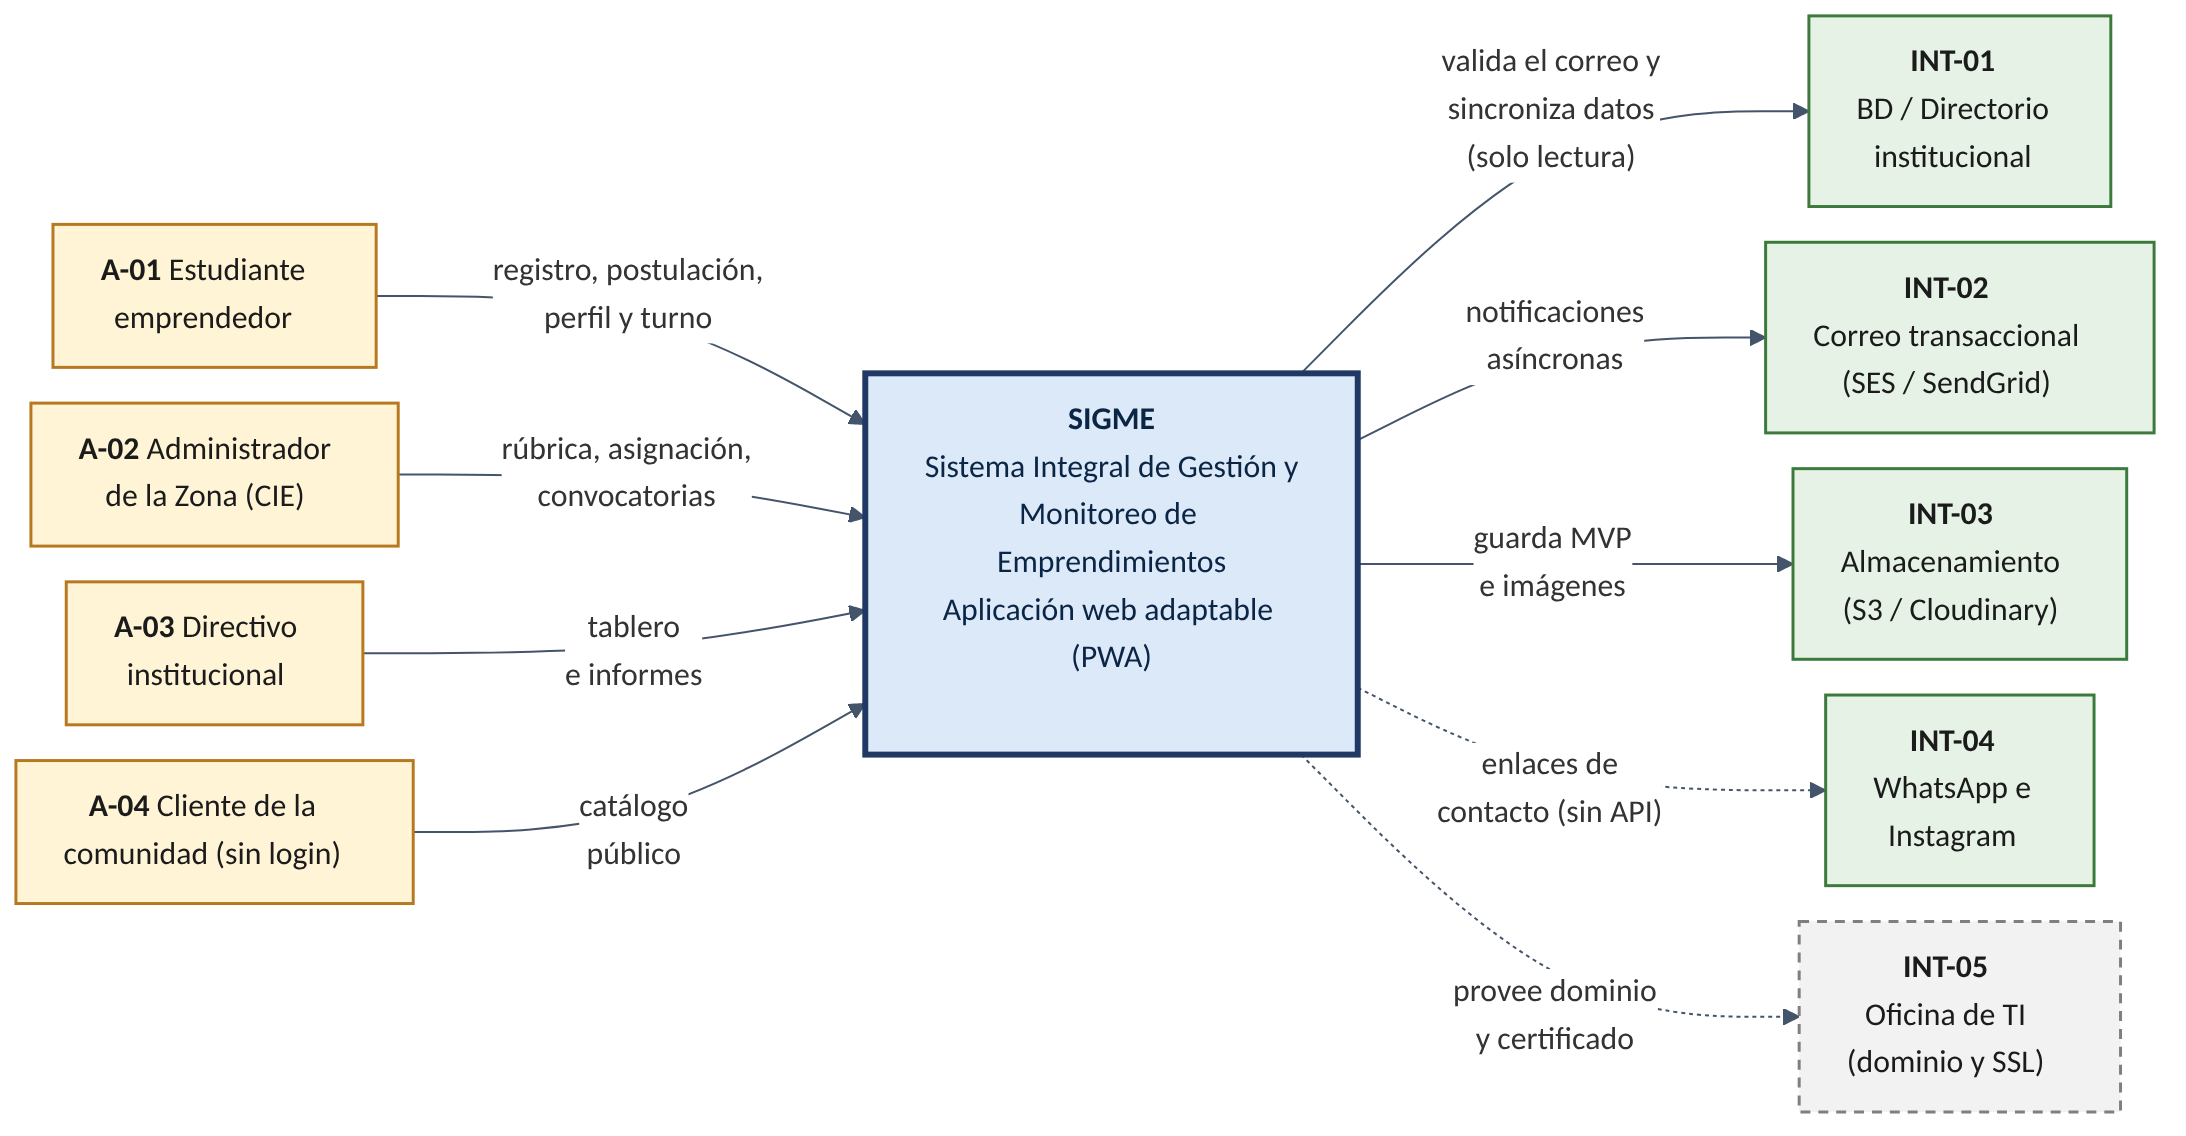 A-01 Estudiante
emprendedor
registro, postulación,
perfil y turno
A-02 Administrador
de la Zona (CIE)
rúbrica, asignación,
convocatorias
A-03 Directivo
institucional
tablero
e informes
A-04 Cliente de la
comunidad (sin login)
catálogo
público
SIGME
Sistema Integral de Gestión y
Monitoreo de
Emprendimientos
Aplicación web adaptable
(PWA)
valida el correo y
sincroniza datos
(solo lectura)
INT-01
BD / Directorio
institucional
notificaciones
asíncronas
INT-02
Correo transaccional
(SES / SendGrid)
guarda MVP
e imágenes
INT-03
Almacenamiento
(S3 / Cloudinary)
enlaces de
contacto (sin API)
INT-04
WhatsApp e
Instagram
provee dominio
y certificado
INT-05
Oficina de TI
(dominio y SSL)